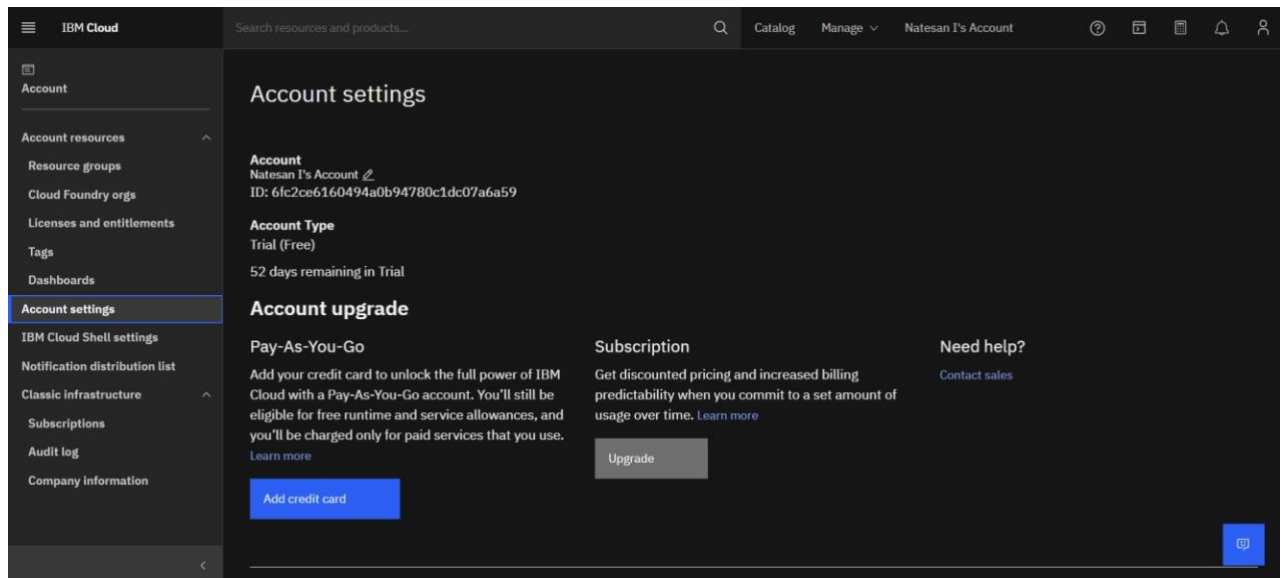 IBM Cloud
Search resources and products...
Catalog
Manage
Natesan I's Account
Account
Account resources
Resource groups
Cloud Foundry orgs
Licenses and entitlements
Tags
Dashboards
Account settings
IBM Cloud Shell settings
Notification distribution list
Classic infrastructure
Subscriptions
Audit log
Company information
Account settings
Account
Natesan I's Account
ID: 6fc2ce6160494a0b94780c1dc07a6a59
Account Type
Trial (Free)
52 days remaining in Trial
Account upgrade
Pay-As-You-Go
Add your credit card to unlock the full power of IBM
Cloud with a Pay-As-You-Go account. You'll still be
eligible for free runtime and service allowances, and
you'll be charged only for paid services that you use.
Learn more
Add credit card
Subscription
Get discounted pricing and increased billing
predictability when you commit to a set amount of
usage over time. Learn more
Upgrade
Need help?
Contact sales